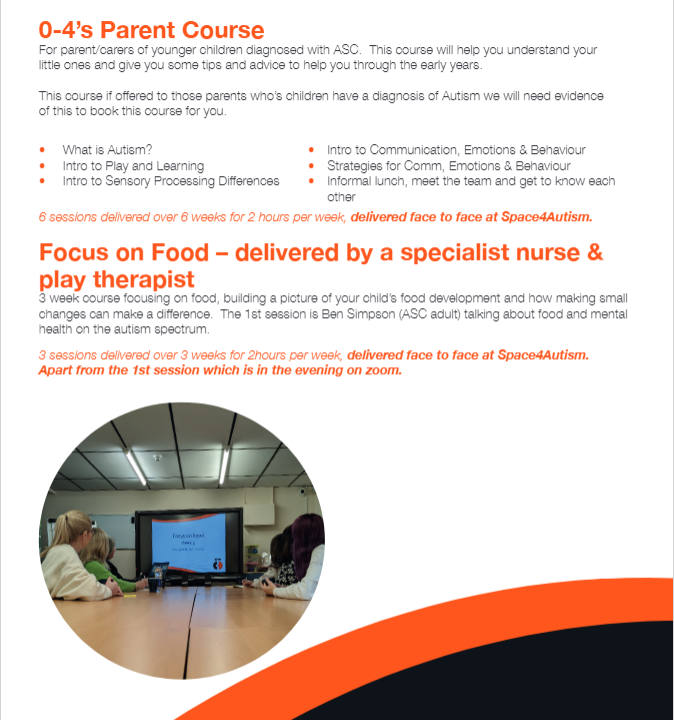 0-4's Parent Course
For parent/carers of younger children diagnosed with ASC.  This course will help you understand your
little ones and give you some tips and advice to help you through the early years.
This course if offered to those parents who's children have a diagnosis of Autism we will need evidence
of this to book this course for you.
• What is Autism?
• Intro to Play and Learning
• Intro to Sensory Processing Differences
• Intro to Communication, Emotions & Behaviour
• Strategies for Comm, Emotions & Behaviour
• Informal lunch, meet the team and get to know each
other
6 sessions delivered over 6 weeks for 2 hours per week, delivered face to face at Space4Autism.
Focus on Food – delivered by a specialist nurse &
play therapist
3 week course focusing on food, building a picture of your child's food development and how making small
changes can make a difference.  The 1st session is Ben Simpson (ASC adult) talking about food and mental
health on the autism spectrum.
3 sessions delivered over 3 weeks for 2hours per week, delivered face to face at Space4Autism.
Apart from the 1st session which is in the evening on zoom.
Focus on Food